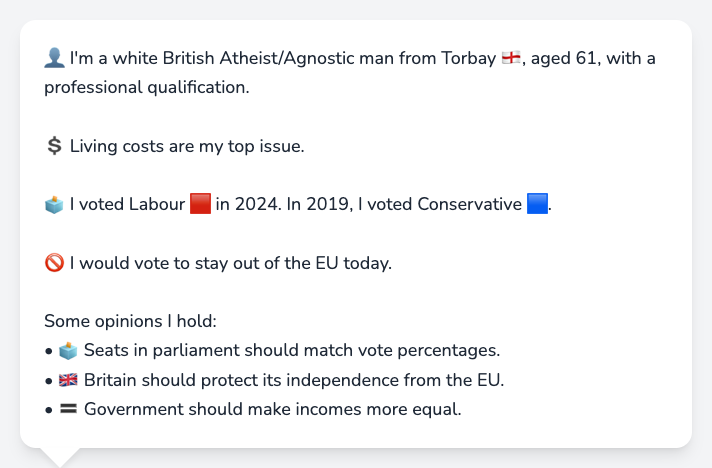 👤 I'm a white British Atheist/Agnostic man from Torbay 🏴󠁧󠁢󠁥󠁮󠁧󠁿, aged 61, with a
professional qualification.
💲 Living costs are my top issue.
🗳️ I voted Labour 🟥 in 2024. In 2019, I voted Conservative 🟦.
🚫 I would vote to stay out of the EU today.
Some opinions I hold:
• 🗳️ Seats in parliament should match vote percentages.
• 🇬🇧 Britain should protect its independence from the EU.
• 🟰 Government should make incomes more equal.